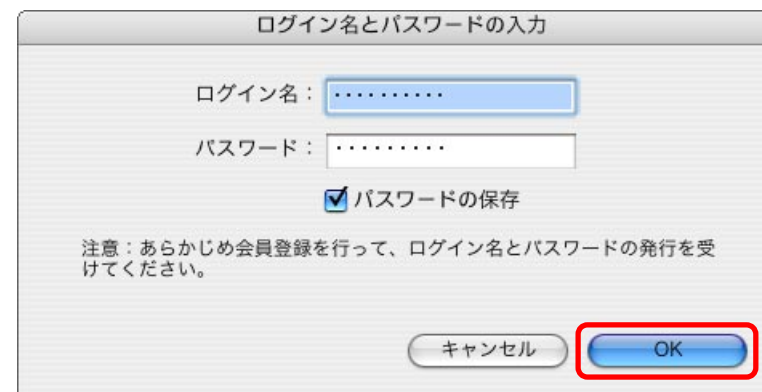 ログイン名とパスワードの入力
ログイン名： ··········
パスワード： ·········
パスワードの保存
注意：あらかじめ会員登録を行って、ログイン名とパスワードの発行を受
けてください。
キャンセル OK